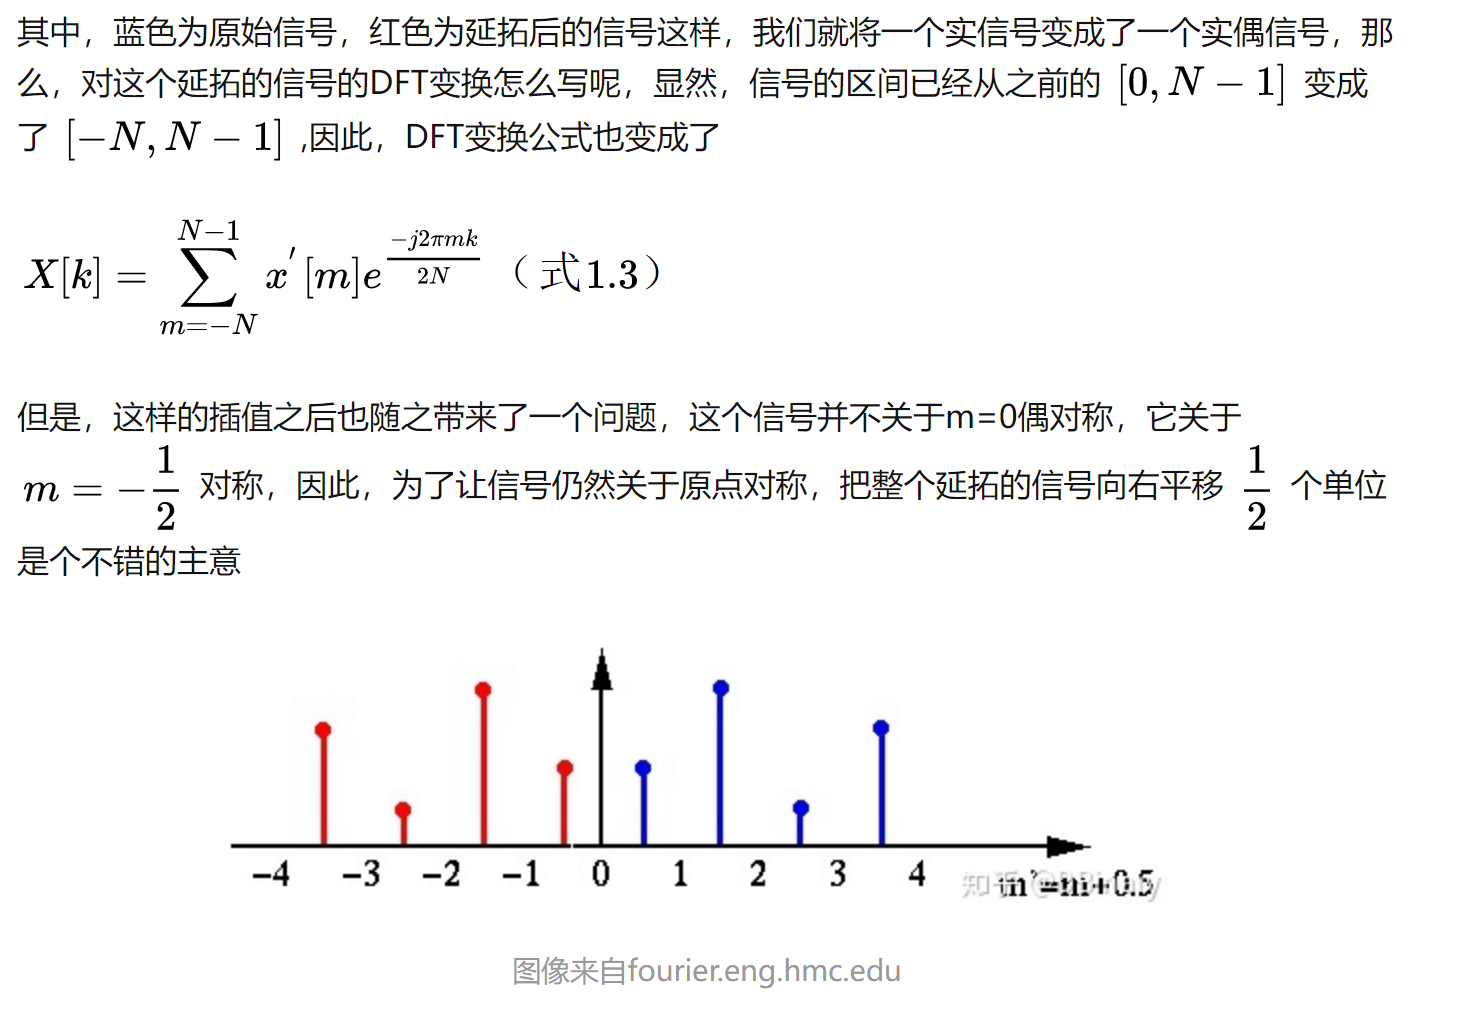 其中，蓝色为原始信号，红色为延拓后的信号这样，我们就将一个实信号变成了一个实偶信号，那
么，对这个延拓的信号的DFT变换怎么写呢，显然，信号的区间已经从之前的 [0, N − 1] 变成
了 [−N, N − 1] ,因此，DFT变换公式也变成了
X[k] = ∑_{m=−N}^{N−1} x′[m]e^{\frac{−j2πmk}{2N}} （式1.3）
但是，这样的插值之后也随之带来了一个问题，这个信号并不关于m=0偶对称，它关于
m = −\frac{1}{2} 对称，因此，为了让信号仍然关于原点对称，把整个延拓的信号向右平移 \frac{1}{2} 个单位
是个不错的主意
−4 −3 −2 −1 0 1 2 3 4 m'=m+0.5
知乎
图像来自fourier.eng.hmc.edu